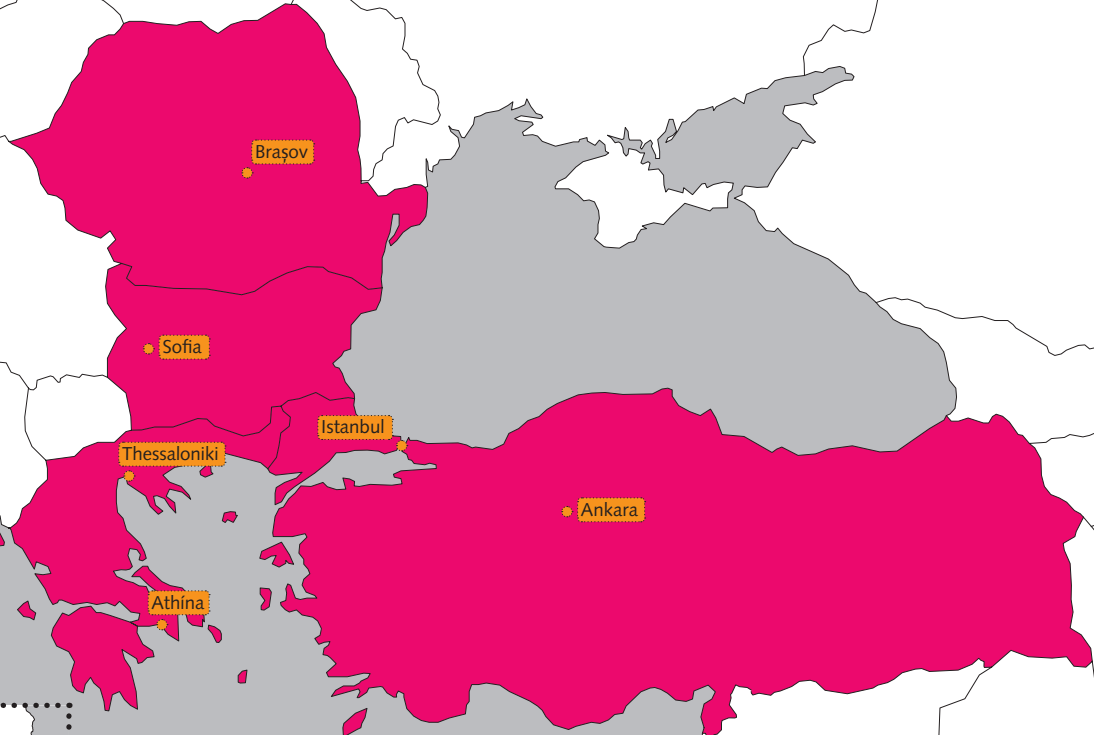 Brașov
Sofia
Istanbul
Thessaloniki
Ankara
Athína